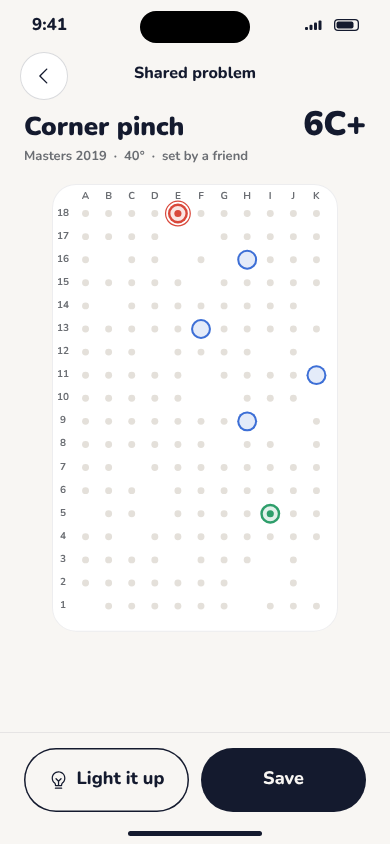 9:41
Shared problem
Corner pinch
6C+
Masters 2019 · 40° · set by a friend
A B C D E F G H I J K
18
17
16
15
14
13
12
11
10
9
8
7
6
5
4
3
2
1
Light it up
Save